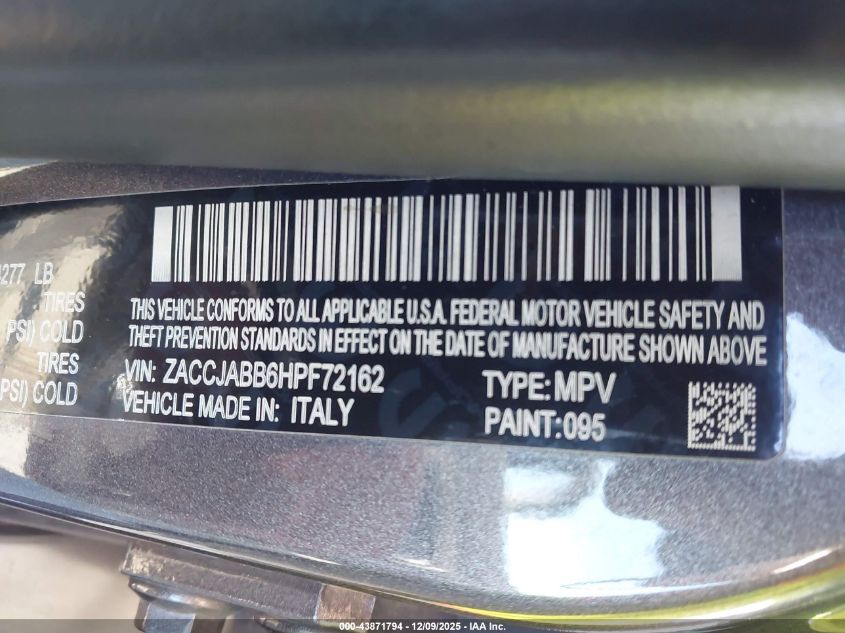 4277 LB
TIRES
PSI) COLD
TIRES
PSI) COLD
THIS VEHICLE CONFORMS TO ALL APPLICABLE U.S.A. FEDERAL MOTOR VEHICLE SAFETY AND
THEFT PREVENTION STANDARDS IN EFFECT ON THE DATE OF MANUFACTURE SHOWN ABOVE
VIN: ZACCJABB6HPF72162
TYPE: MPV
VEHICLE MADE IN: ITALY
PAINT: 095
000-43871794 - 12/09/2025 - IAA Inc.